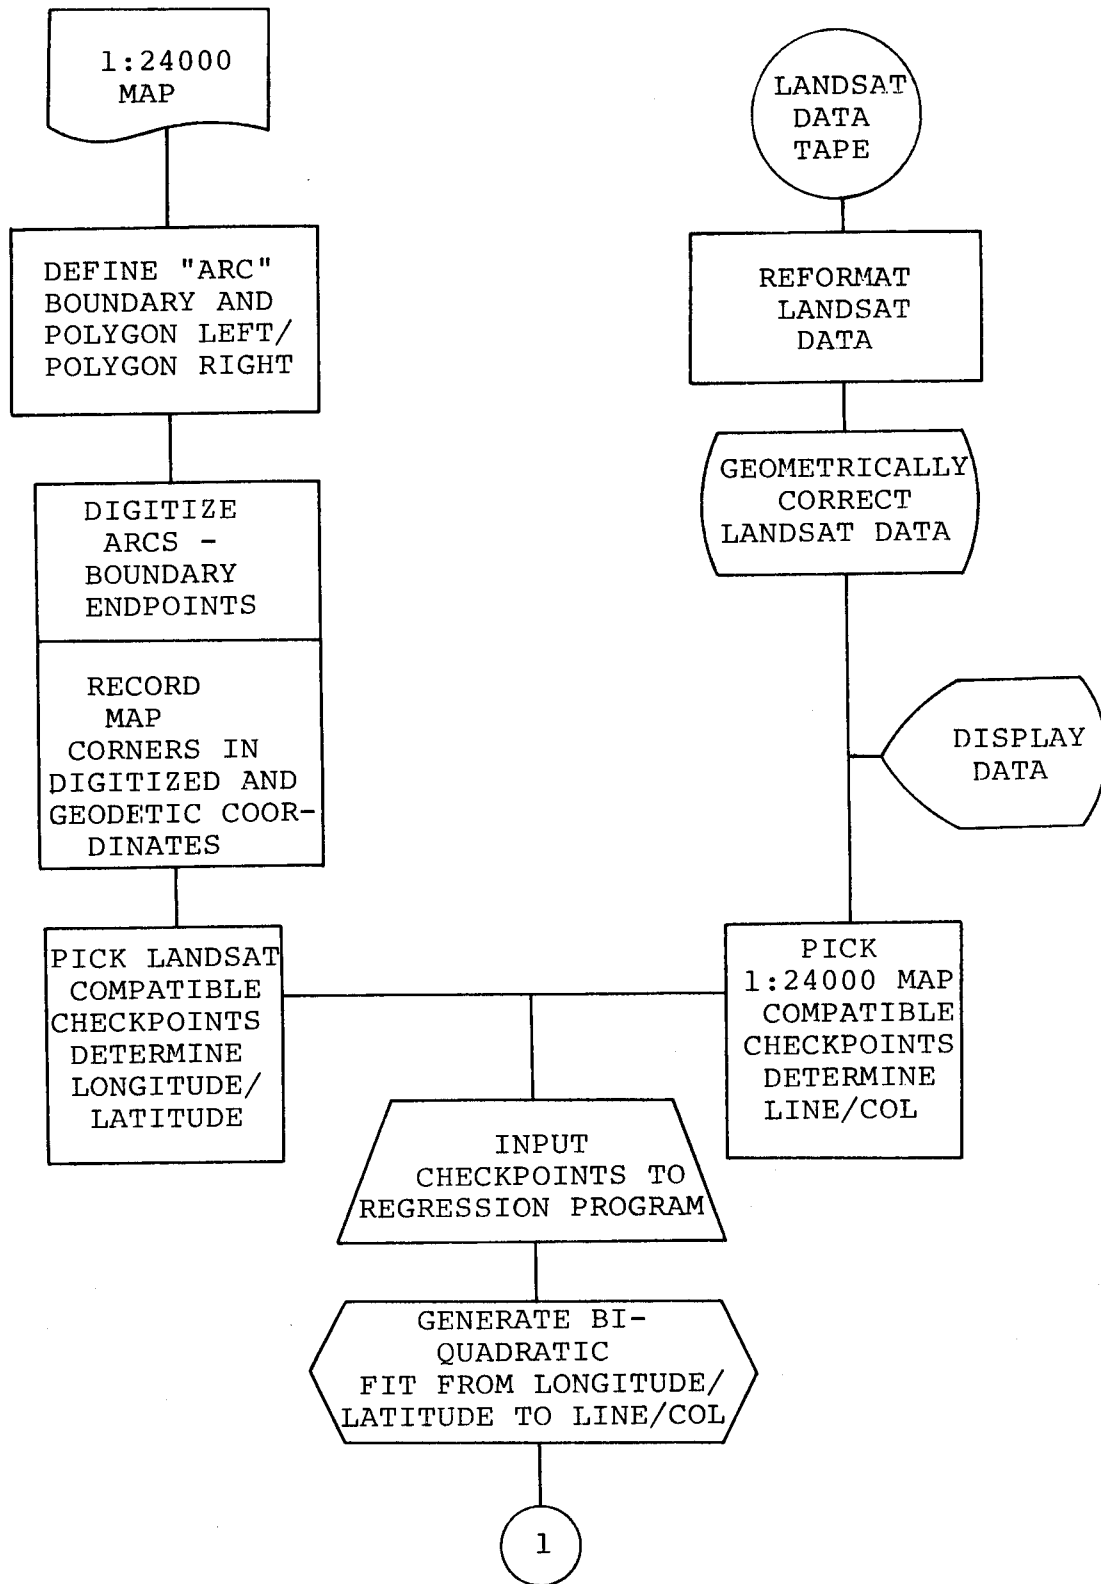 1:24000
MAP
DEFINE "ARC"
BOUNDARY AND
POLYGON LEFT/
POLYGON RIGHT
DIGITIZE
ARCS -
BOUNDARY
ENDPOINTS
RECORD
MAP
CORNERS IN
DIGITIZED AND
GEODETIC COOR-
DINATES
PICK LANDSAT
COMPATIBLE
CHECKPOINTS
DETERMINE
LONGITUDE/
LATITUDE
LANDSAT
DATA
TAPE
REFORMAT
LANDSAT
DATA
GEOMETRICALLY
CORRECT
LANDSAT DATA
DISPLAY
DATA
PICK
1:24000 MAP
COMPATIBLE
CHECKPOINTS
DETERMINE
LINE/COL
INPUT
CHECKPOINTS TO
REGRESSION PROGRAM
GENERATE BI-
QUADRATIC
FIT FROM LONGITUDE/
LATITUDE TO LINE/COL
1